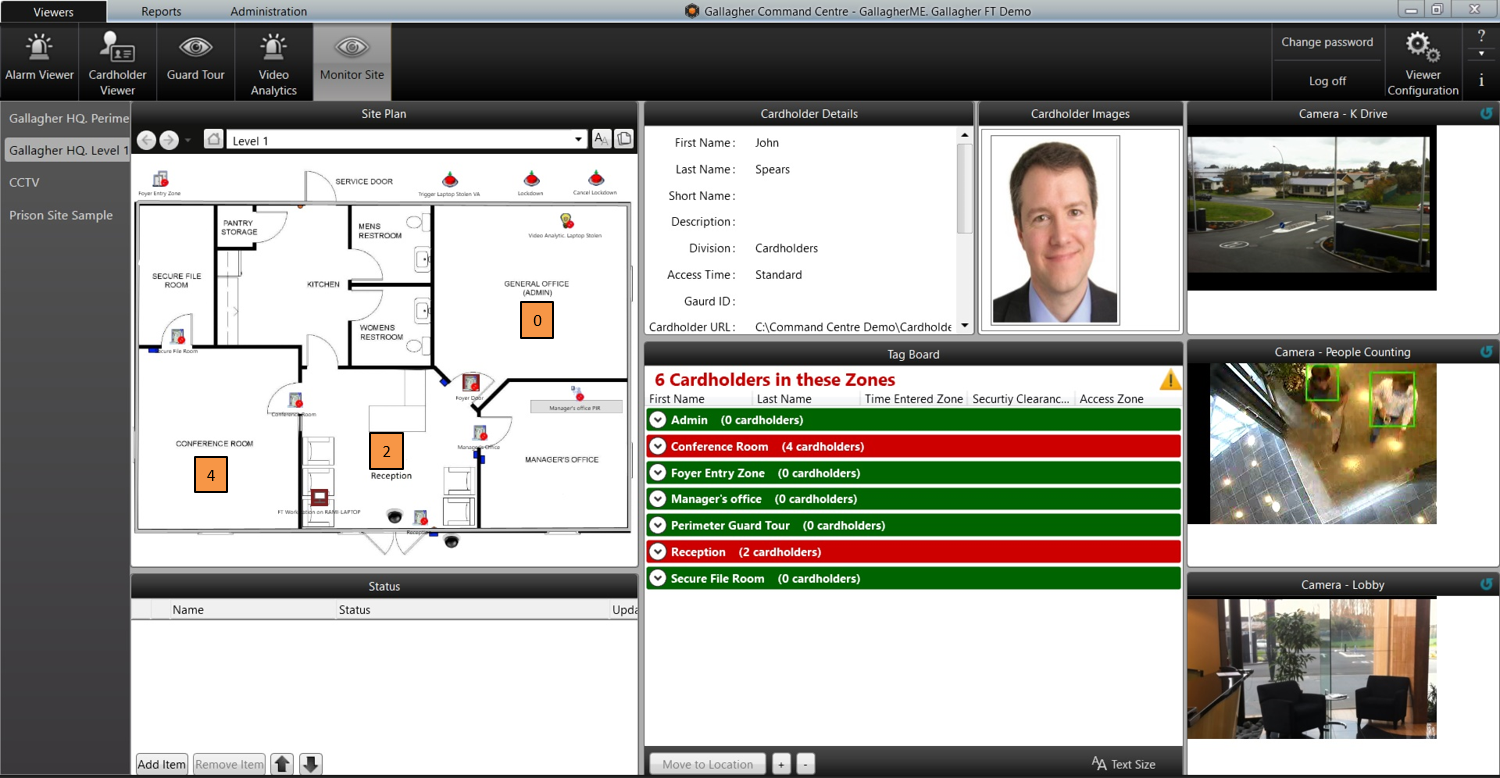 Viewers Reports Administration Gallagher Command Centre - GallagherME. Gallagher FT Demo
Alarm Viewer
Cardholder
Viewer
Guard Tour
Video
Analytics
Monitor Site
Change password
Log off
Viewer
Configuration
?
i
Gallagher HQ. Perime
Gallagher HQ. Level 1
CCTV
Prison Site Sample
Site Plan
Level 1
AA
Foyer Entry Zone
SERVICE DOOR
Trigger Laptop Stolen VA
Lockdown
Cancel Lockdown
PANTRY
STORAGE
MENS
RESTROOM
Video Analytic. Laptop Stolen
SECURE FILE
ROOM
KITCHEN
GENERAL OFFICE
(ADMIN)
0
WOMENS
RESTROOM
Secure File Room
Conference Room
Foyer Door
Manager's office PIR
CONFERENCE ROOM
4
2
Reception
Manager's Office
MANAGER'S OFFICE
Status
Name Status Upda
Add Item Remove Item
Cardholder Details
First Name : John
Last Name : Spears
Short Name :
Description :
Division : Cardholders
Access Time : Standard
Gaurd ID :
Cardholder URL : C:\Command Centre Demo\Cardholde
Cardholder Images
Tag Board
6 Cardholders in these Zones
First Name Last Name Time Entered Zone Securtiy Clearanc... Access Zone
Admin (0 cardholders)
Conference Room (4 cardholders)
Foyer Entry Zone (0 cardholders)
Manager's office (0 cardholders)
Perimeter Guard Tour (0 cardholders)
Reception (2 cardholders)
Secure File Room (0 cardholders)
Move to Location + - AA Text Size
Camera - K Drive
Camera - People Counting
Camera - Lobby